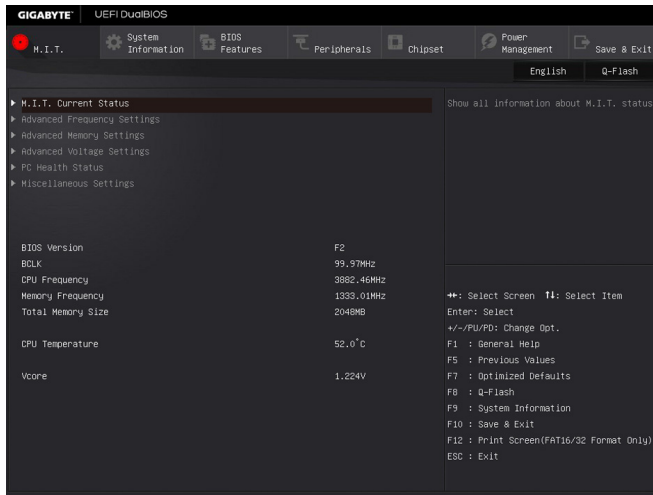 GIGABYTE™ UEFI DualBIOS
M.I.T.
System Information
BIOS Features
Peripherals
Chipset
Power Management
Save & Exit
English Q-Flash
M.I.T. Current Status
Advanced Frequency Settings
Advanced Memory Settings
Advanced Voltage Settings
PC Health Status
Miscellaneous Settings
Show all information about M.I.T. status
BIOS Version F2
BCLK 99.97MHz
CPU Frequency 3882.46MHz
Memory Frequency 1333.01MHz
Total Memory Size 2048MB
CPU Temperature 52.0°C
Vcore 1.224V
→←: Select Screen ↑↓: Select Item
Enter: Select
+/-/PU/PD: Change Opt.
F1 : General Help
F5 : Previous Values
F7 : Optimized Defaults
F8 : Q-Flash
F9 : System Information
F10 : Save & Exit
F12 : Print Screen(FAT16/32 Format Only)
ESC : Exit